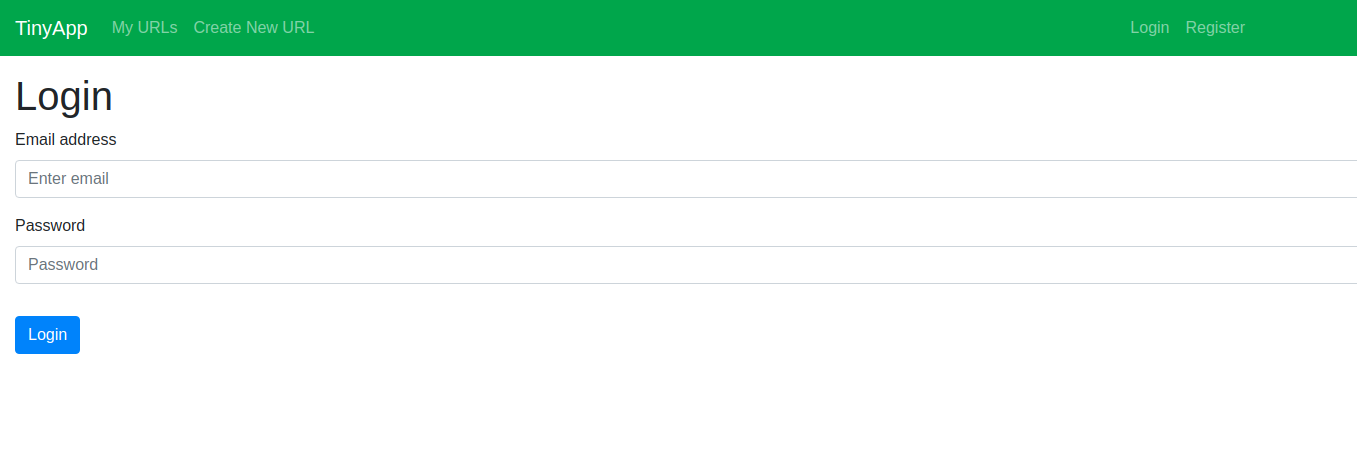 TinyApp My URLs Create New URL Login Register
Login
Email address
Enter email
Password
Password
Login